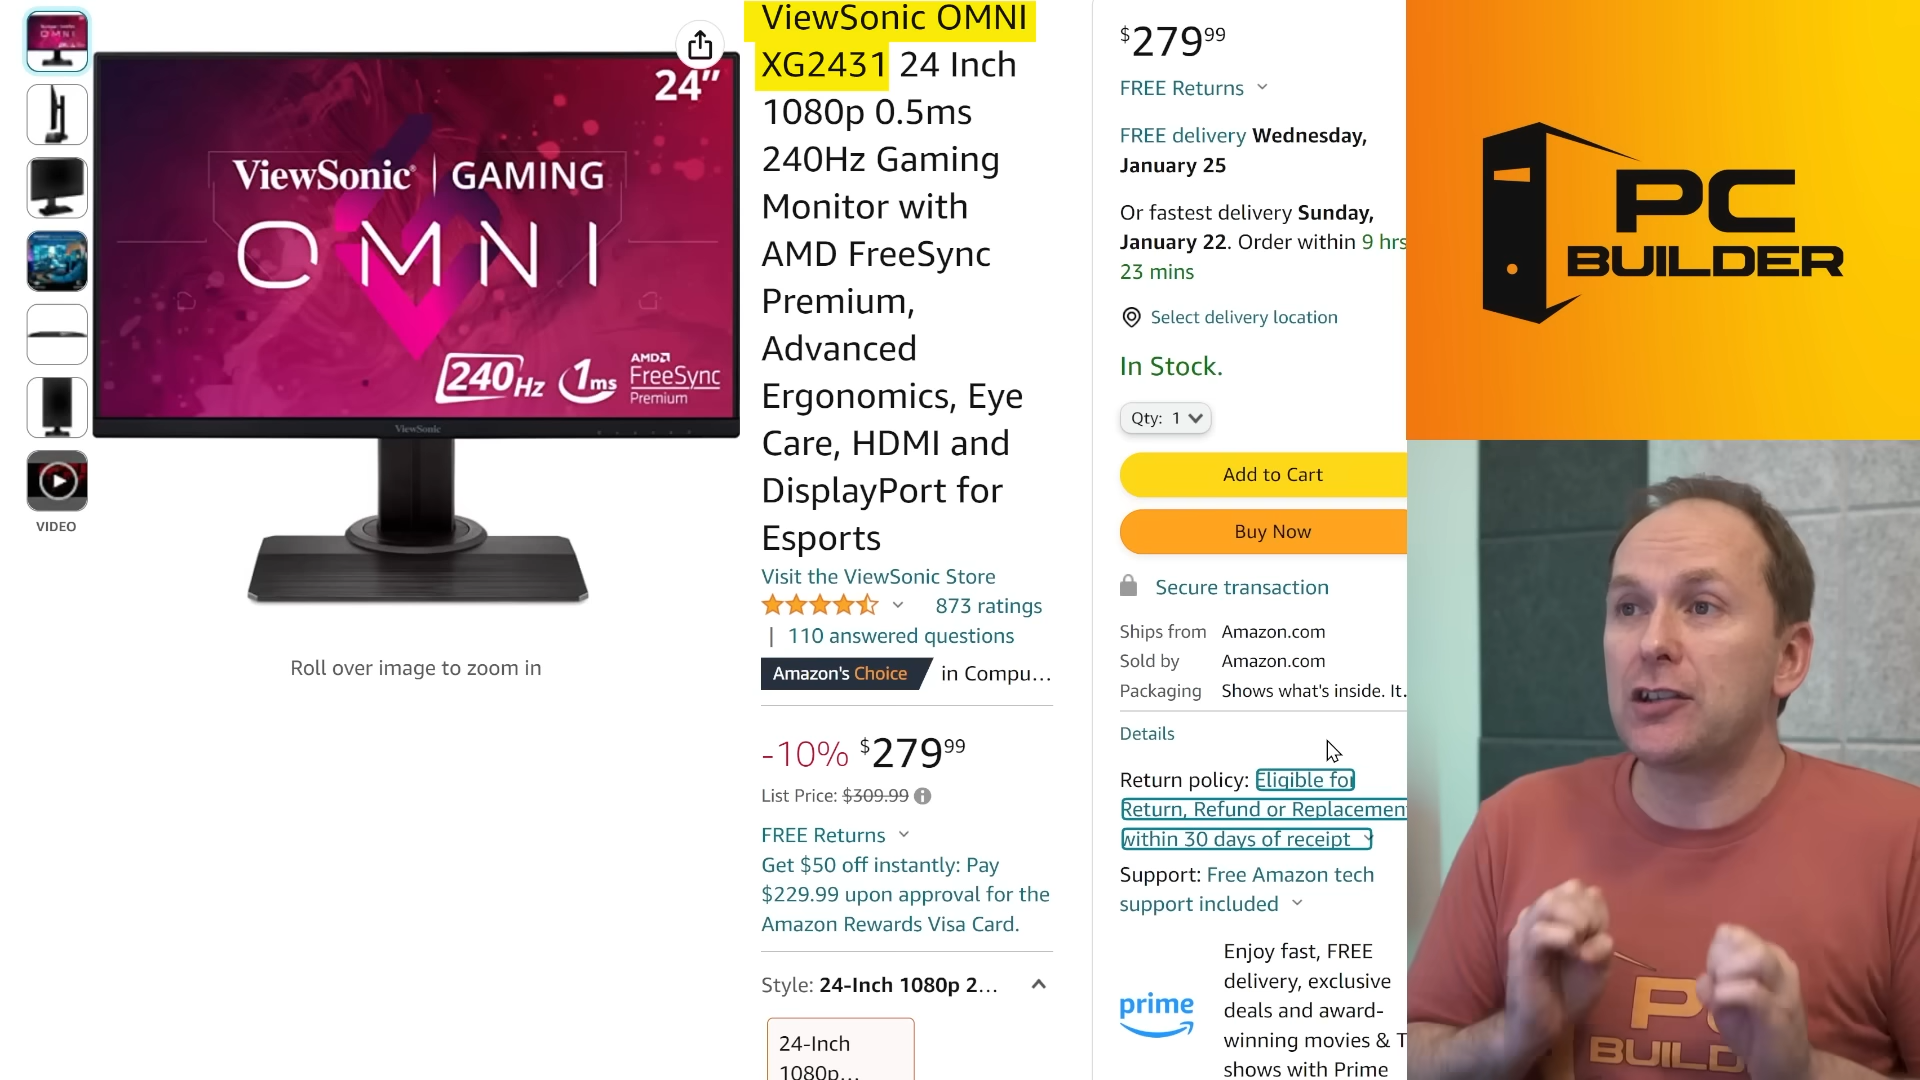 24”
ViewSonic | GAMING
OMNI
240Hz 1ms AMD FreeSync Premium
ViewSonic
VIDEO
Roll over image to zoom in
ViewSonic OMNI
XG2431 24 Inch
1080p 0.5ms
240Hz Gaming
Monitor with
AMD FreeSync
Premium,
Advanced
Ergonomics, Eye
Care, HDMI and
DisplayPort for
Esports
Visit the ViewSonic Store
873 ratings
| 110 answered questions
Amazon's Choice in Compu...
-10% $279 99
List Price: $309.99
FREE Returns
Get $50 off instantly: Pay
$229.99 upon approval for the
Amazon Rewards Visa Card.
Style: 24-Inch 1080p 2...
24-Inch
1080p...
$279 99
FREE Returns
FREE delivery Wednesday,
January 25
Or fastest delivery Sunday,
January 22. Order within 9 hrs
23 mins
Select delivery location
In Stock.
Qty: 1
Add to Cart
Buy Now
Secure transaction
Ships from Amazon.com
Sold by Amazon.com
Packaging Shows what's inside. It.
Details
Return policy: Eligible for
Return, Refund or Replacement
within 30 days of receipt
Support: Free Amazon tech
support included
prime
Enjoy fast, FREE
delivery, exclusive
deals and award-
winning movies & T
shows with Prime
PC
BUILDER
PC
BUILD